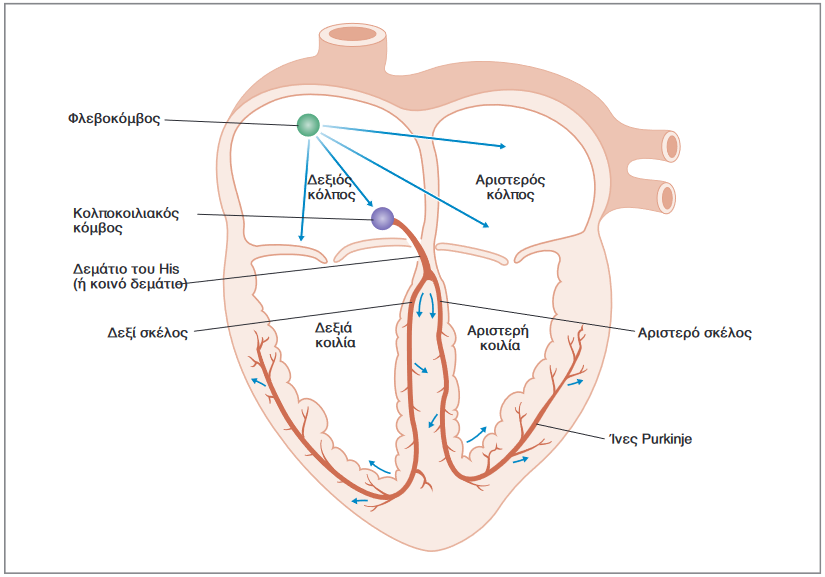 Φλεβοκόμβος
Δεξιός
κόλπος
Αριστερός
κόλπος
Κολποκοιλιακός
κόμβος
Δεμάτιο του His
(ή κοινό δεμάτιο)
Δεξί σκέλος
Δεξιά
κοιλία
Αριστερή
κοιλία
Αριστερό σκέλος
Ίνες Purkinje